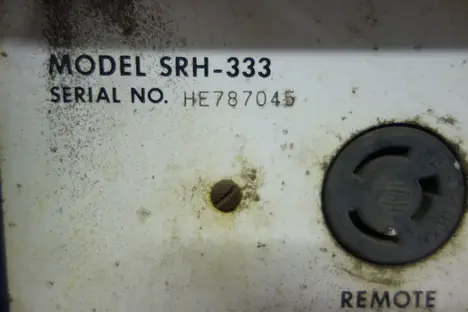 MODEL SRH-333
SERIAL NO. HE787045
REMOTE